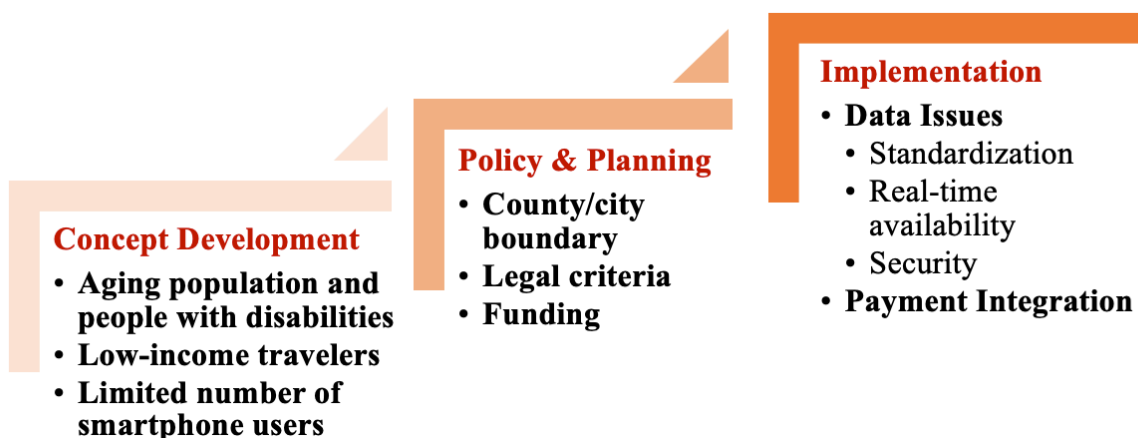 Concept Development
• Aging population and
people with disabilities
• Low-income travelers
• Limited number of
smartphone users
Policy & Planning
• County/city
boundary
• Legal criteria
• Funding
Implementation
• Data Issues
• Standardization
• Real-time
availability
• Security
• Payment Integration